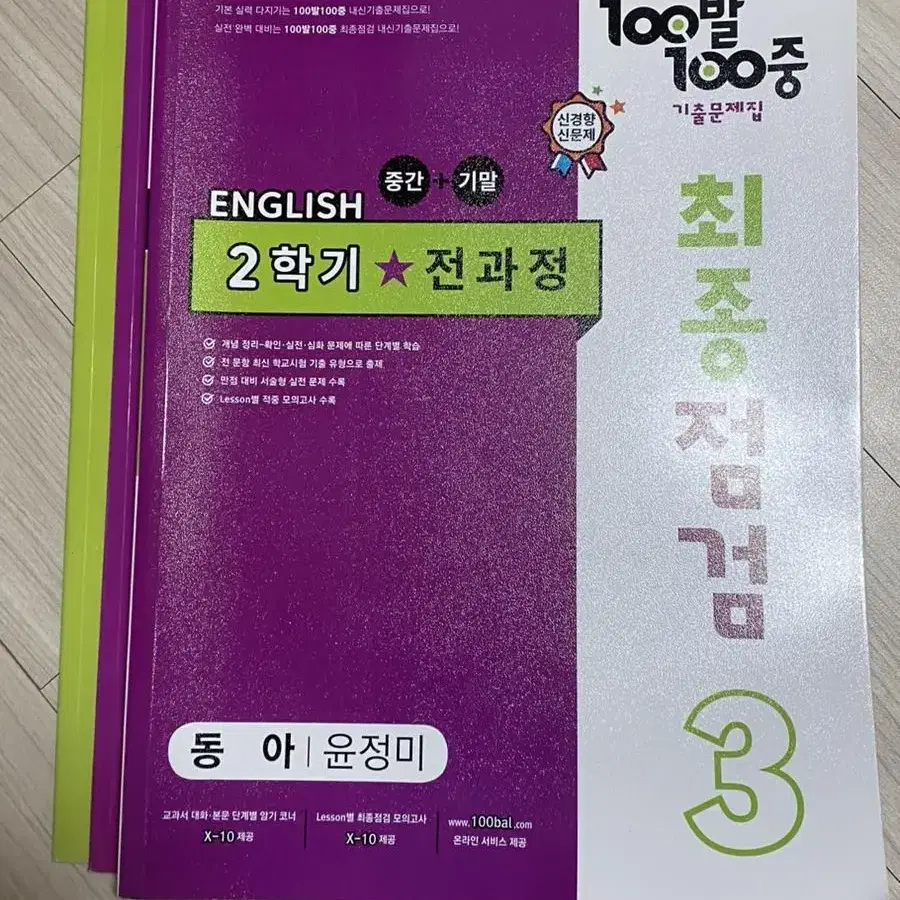 기본 실력 다지기는 100발100중 내신기출문제집으로!
실전 완벽 대비는 100발100중 최종점검 내신기출문제집으로!
100발
100중
기출문제집
신경향
신문제
중간 + 기말
ENGLISH
2학기 ★ 전과정
개념 정리-확인·실전·심화 문제에 따른 단계별 학습
전 문항 최신 학교시험 기출 유형으로 출제
만점 대비 서술형 실전 문제 수록
Lesson별 적중 모의고사 수록
최종점검
3
동 아 | 윤정미
교과서 대화·본문 단계별 암기 코너
X-10 제공
Lesson별 최종점검 모의고사
X-10 제공
www.100bal.com
온라인 서비스 제공